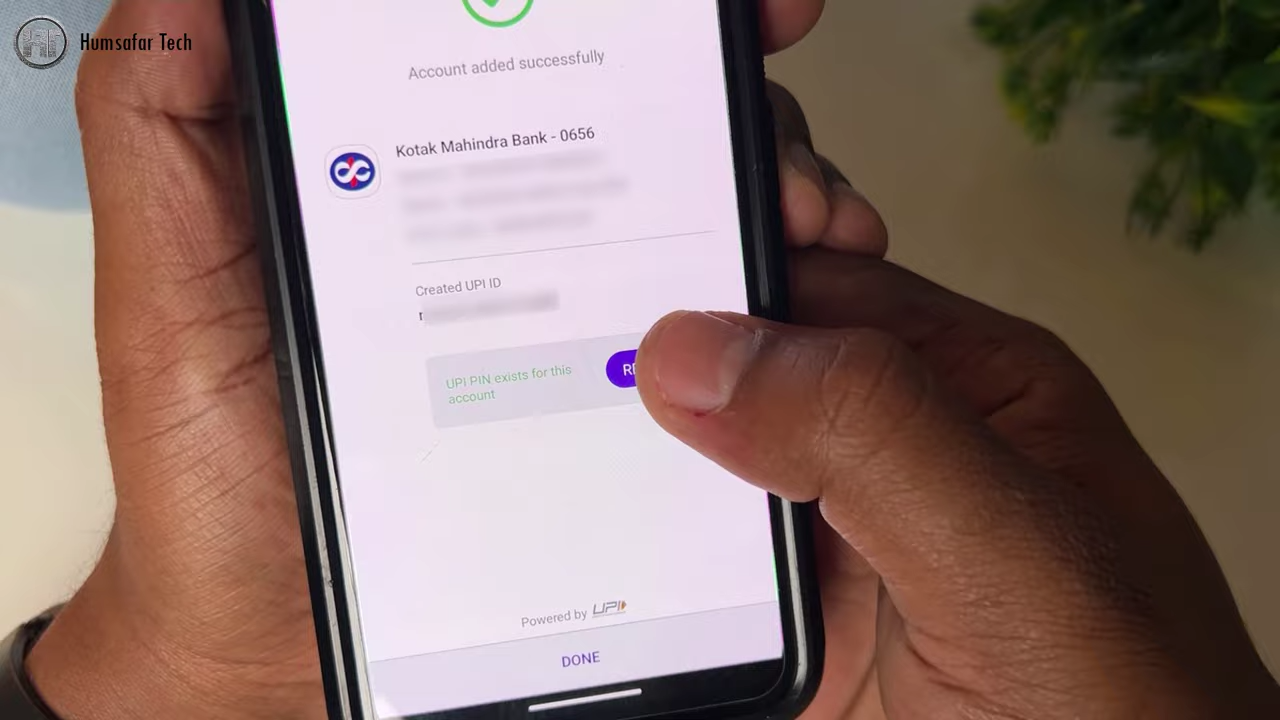 Humsafar Tech
Account added successfully
Kotak Mahindra Bank - 0656
Created UPI ID
UPI PIN exists for this
account
Powered by UPI
DONE